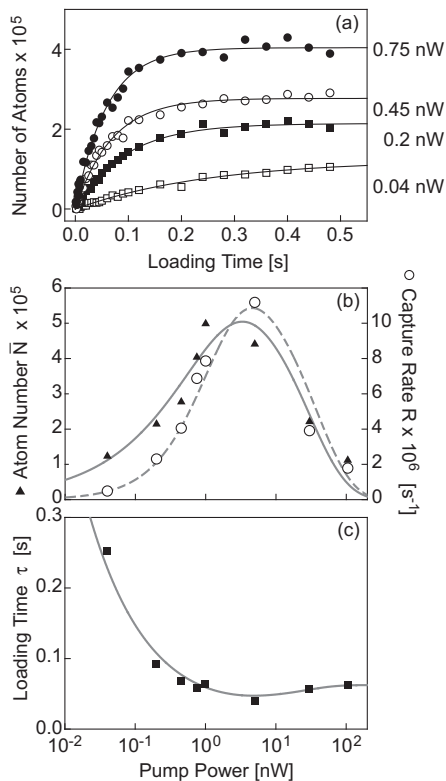 (a)
Number of Atoms x 10⁵
4
2
0
0.75 nW
0.45 nW
0.2 nW
0.04 nW
0.0 0.1 0.2 0.3 0.4 0.5
Loading Time [s]
(b)
▲ Atom Number N̄ x 10⁵
6
5
4
3
2
1
0
10
8
6
4
2
0
○ Capture Rate R x 10⁶
[s⁻¹]
(c)
Loading Time τ [s]
0.3
0.2
0.1
0.0
10⁻² 10⁻¹ 10⁰ 10¹ 10²
Pump Power [nW]